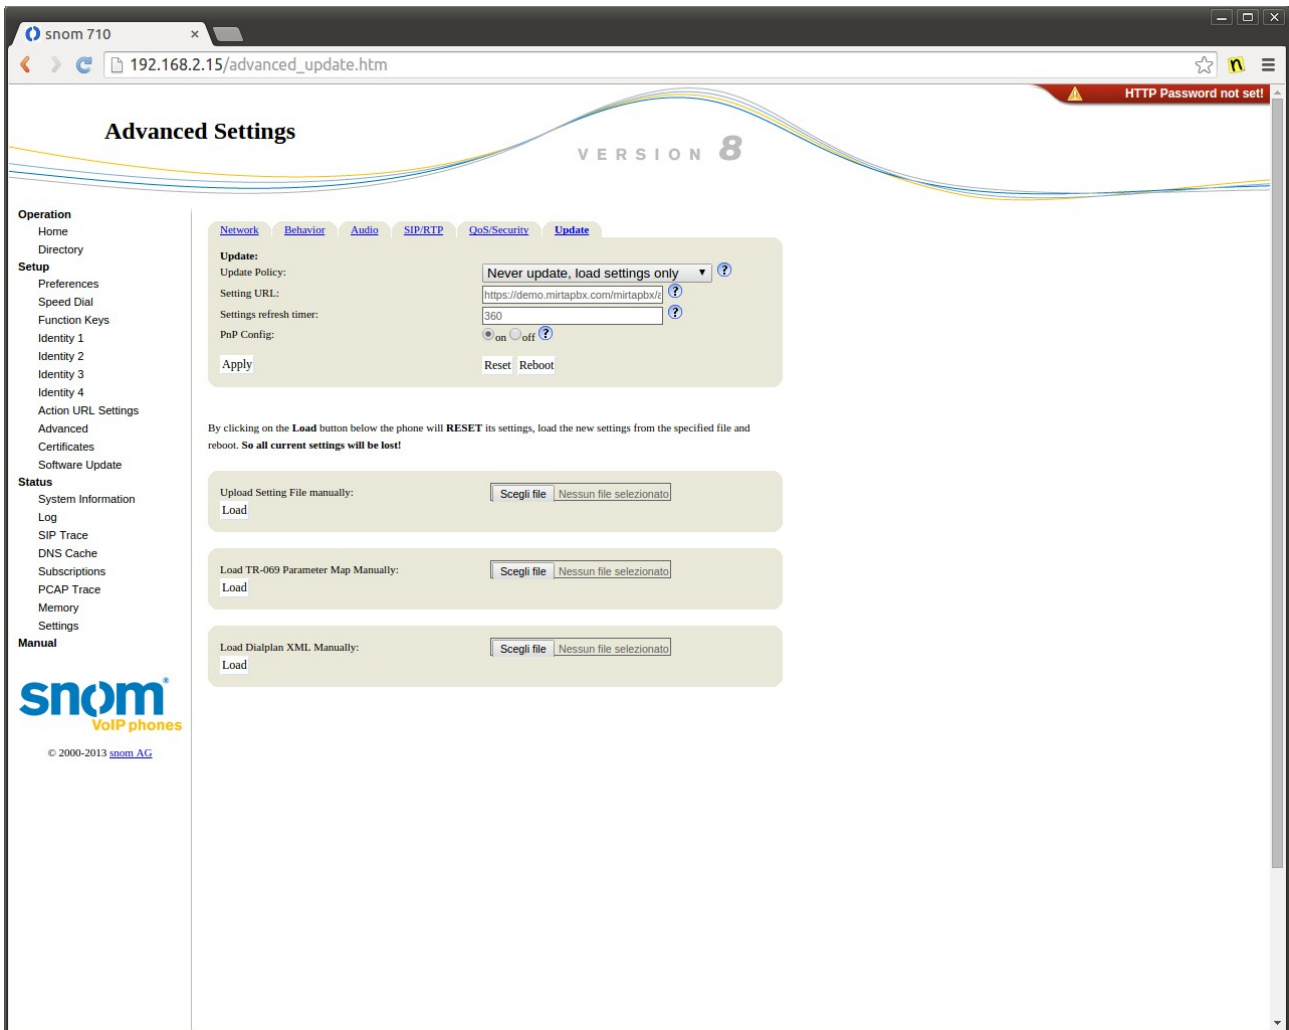 snom 710
192.168.2.15/advanced_update.htm
HTTP Password not set!
Advanced Settings
VERSION 8
Operation
Home
Directory
Setup
Preferences
Speed Dial
Function Keys
Identity 1
Identity 2
Identity 3
Identity 4
Action URL Settings
Advanced
Certificates
Software Update
Status
System Information
Log
SIP Trace
DNS Cache
Subscriptions
PCAP Trace
Memory
Settings
Manual
snom
VoIP phones
© 2000-2013 snom AG
Network Behavior Audio SIP/RTP QoS/Security Update
Update:
Update Policy: Never update, load settings only
Setting URL: https://demo.mirtapbx.com/mirtapbx/
Settings refresh timer: 360
PnP Config: on off
Apply Reset Reboot
By clicking on the Load button below the phone will RESET its settings, load the new settings from the specified file and
reboot. So all current settings will be lost!
Upload Setting File manually: Scegli file Nessun file selezionato
Load
Load TR-069 Parameter Map Manually: Scegli file Nessun file selezionato
Load
Load Dialplan XML Manually: Scegli file Nessun file selezionato
Load